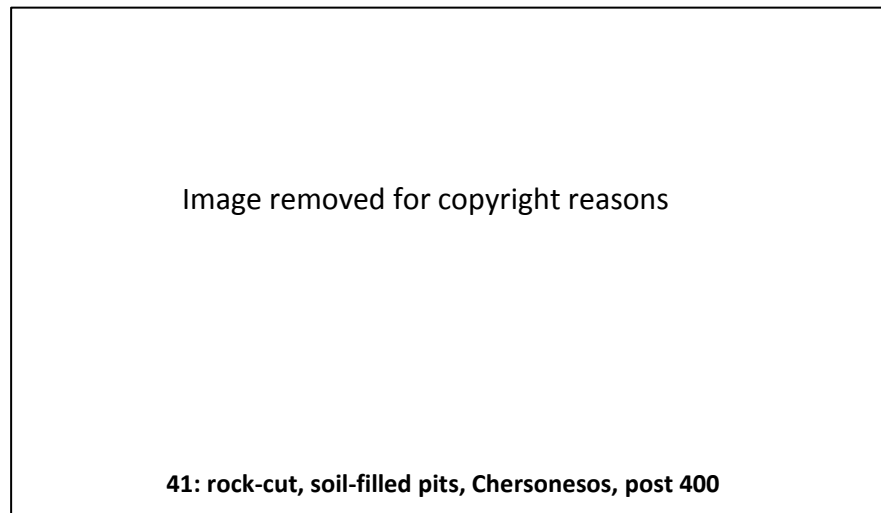 Image removed for copyright reasons
41: rock-cut, soil-filled pits, Chersonesos, post 400